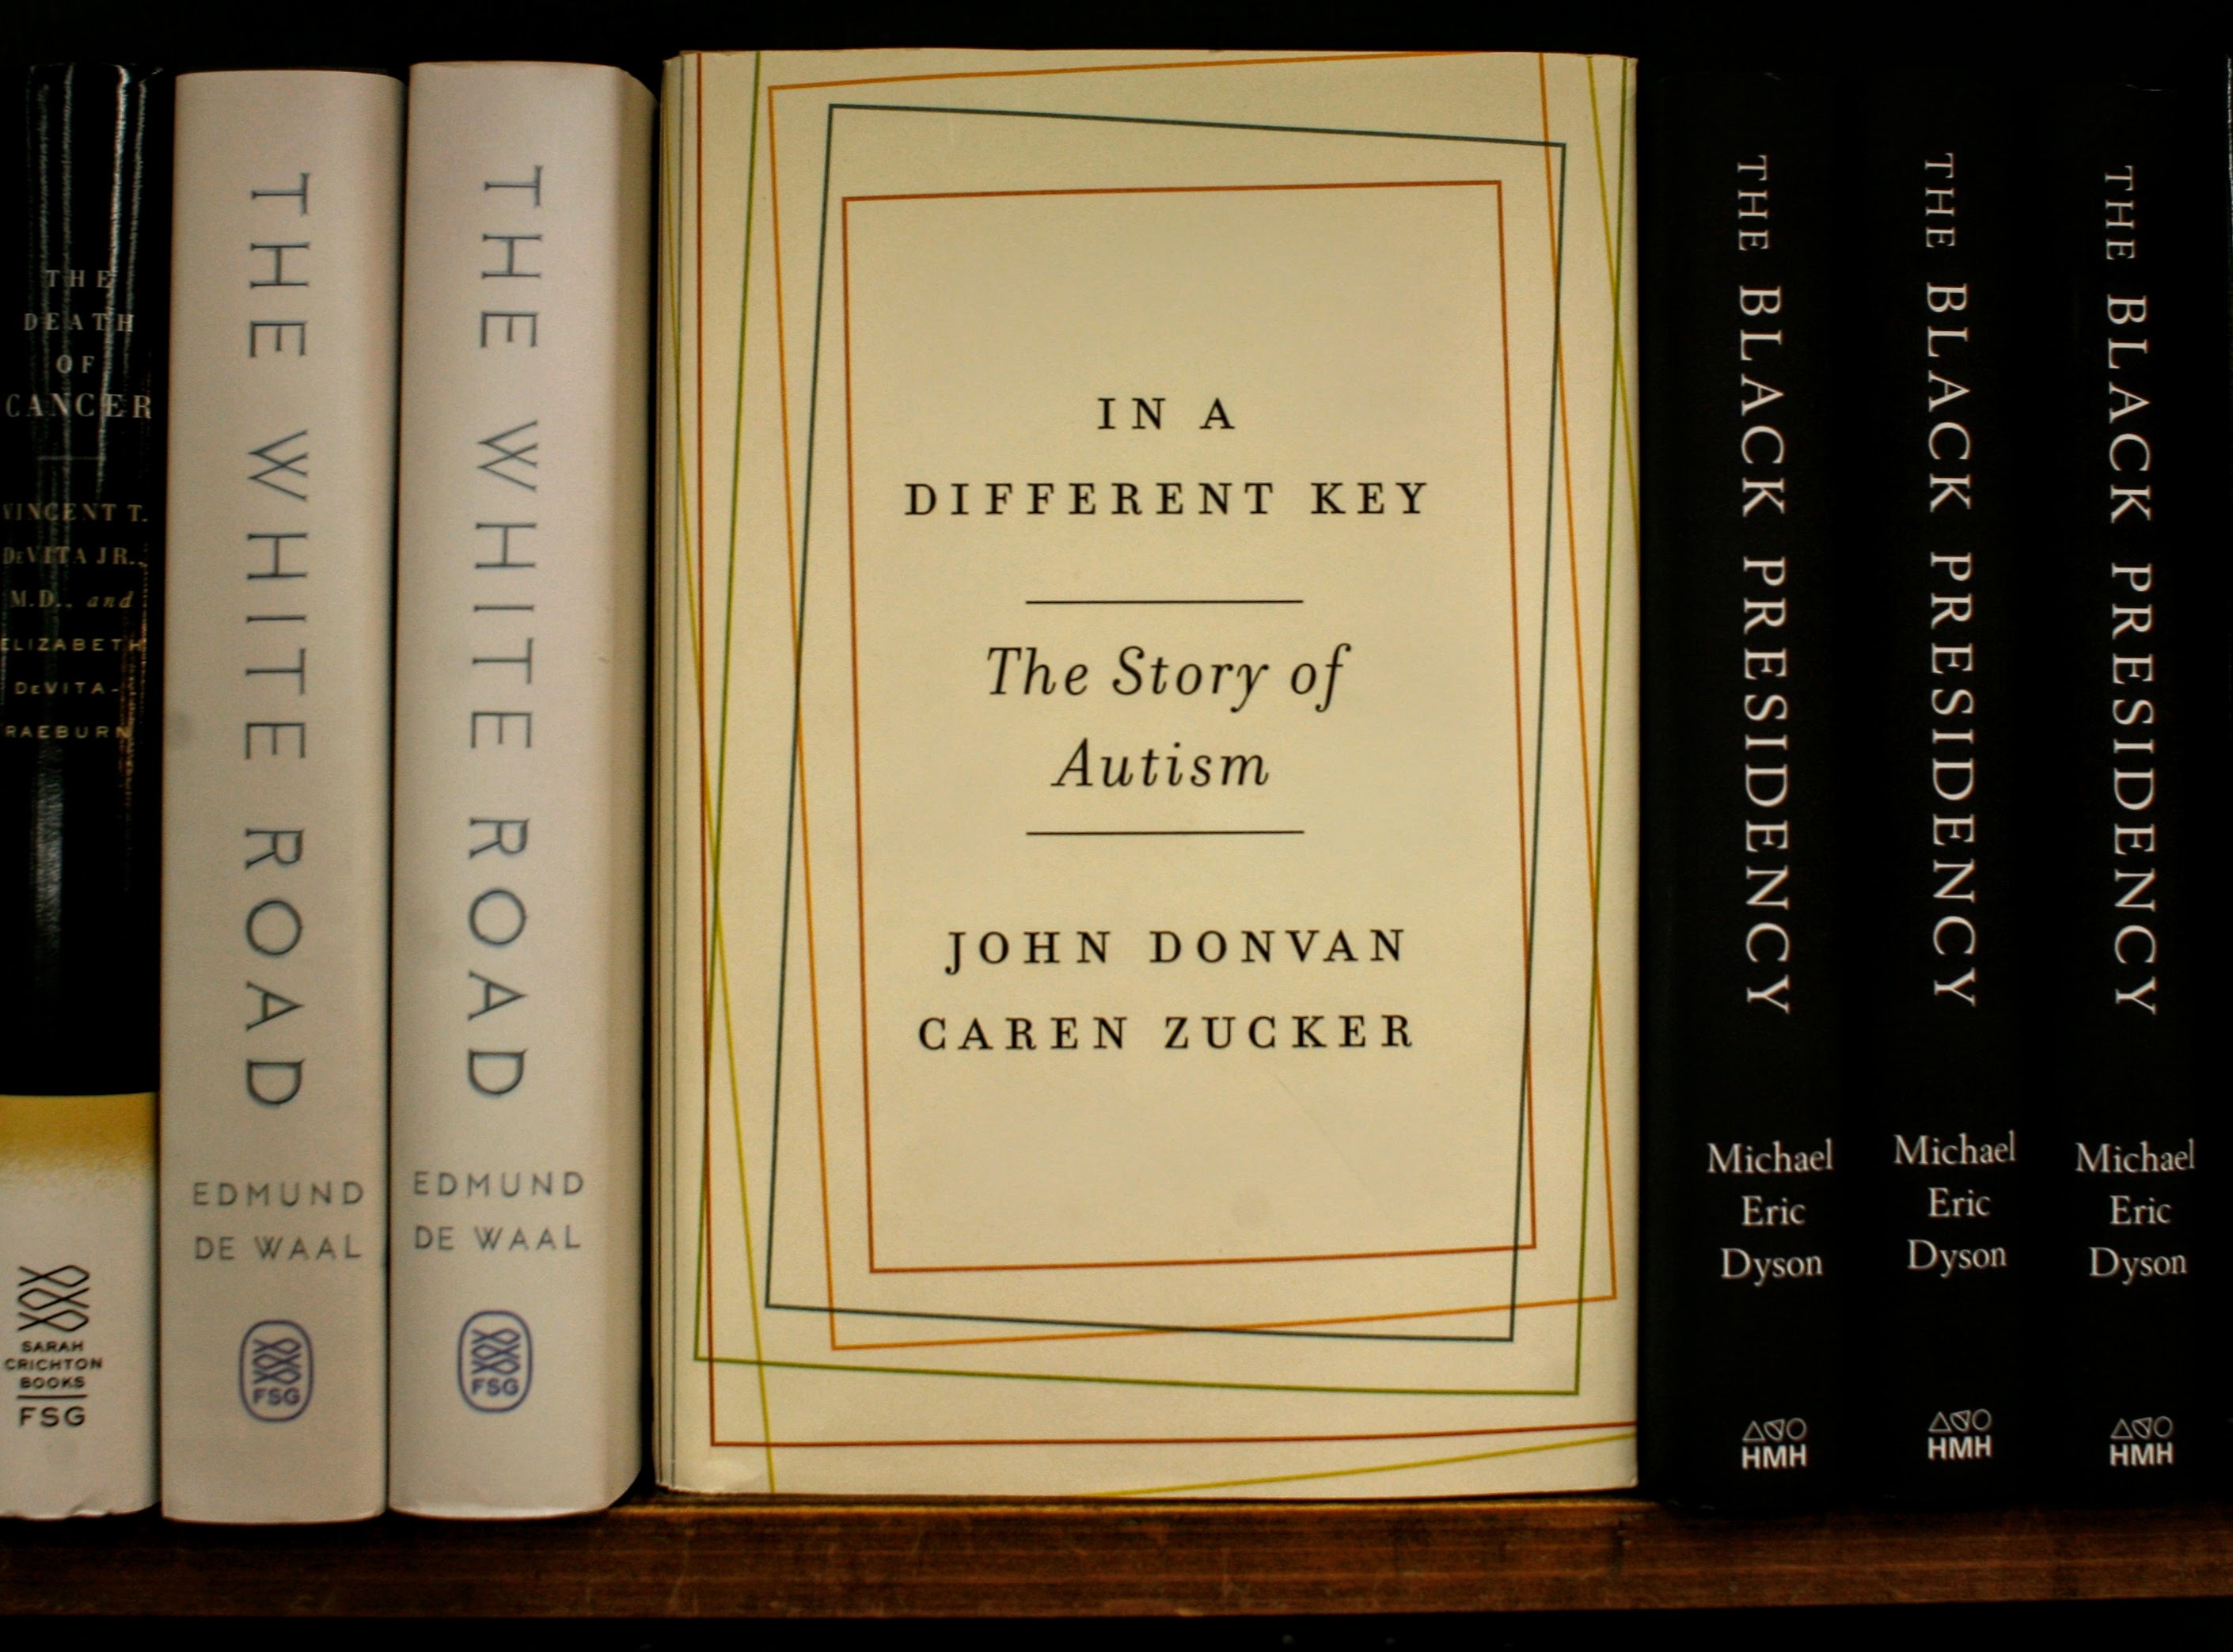 THE
DEATH
OF
CANCER
VINCENT T.
DEVITA JR.,
M.D., and
ELIZABETH
DEVITA-
RAEBURN
SARAH
CRICHTON
BOOKS
FSG
THE WHITE ROAD
EDMUND
DE WAAL
FSG
THE WHITE ROAD
EDMUND
DE WAAL
FSG
IN A
DIFFERENT KEY
The Story of
Autism
JOHN DONVAN
CAREN ZUCKER
THE BLACK PRESIDENCY
Michael
Eric
Dyson
HMH
THE BLACK PRESIDENCY
Michael
Eric
Dyson
HMH
THE BLACK PRESIDENCY
Michael
Eric
Dyson
HMH